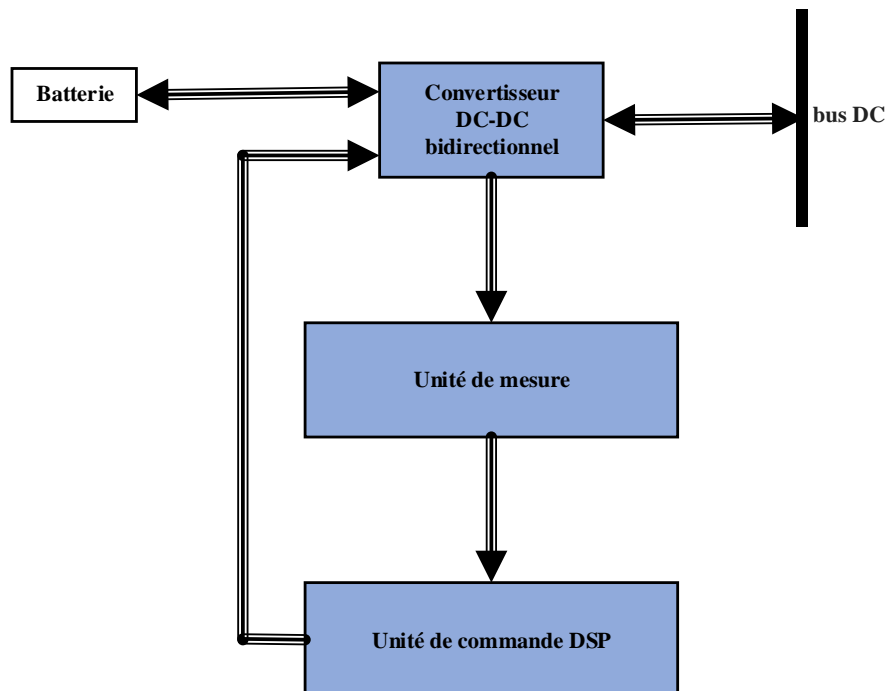 Batterie
Convertisseur
DC-DC
bidirectionnel
bus DC
Unité de mesure
Unité de commande DSP